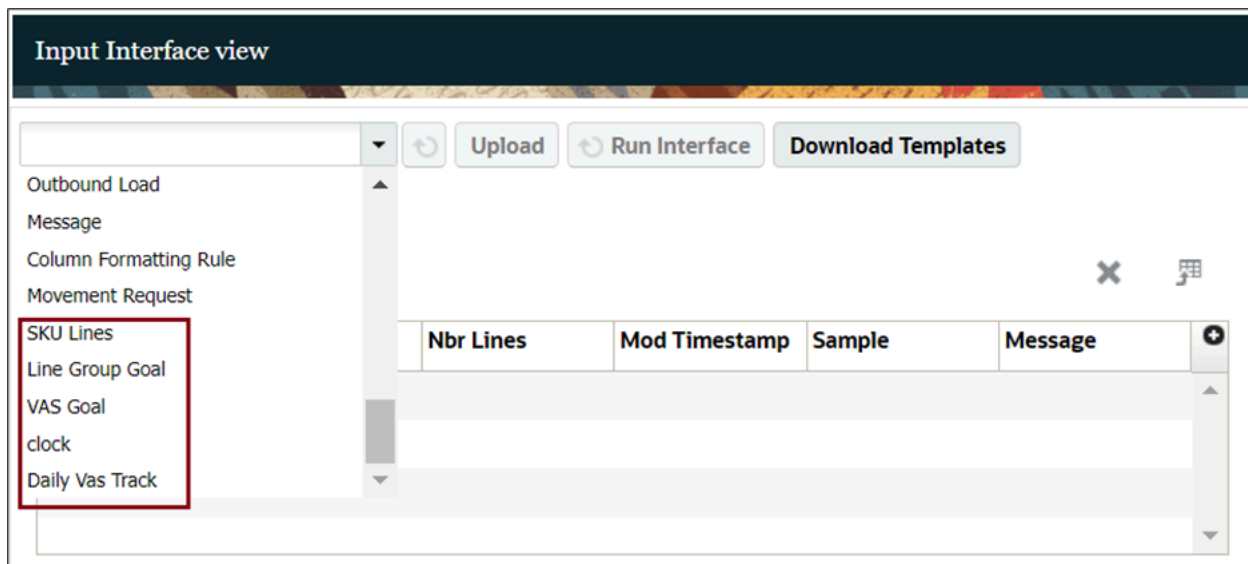 Input Interface view
Upload Run Interface Download Templates
Outbound Load
Message
Column Formatting Rule
Movement Request
SKU Lines
Line Group Goal
VAS Goal
clock
Daily Vas Track
Nbr Lines Mod Timestamp Sample Message